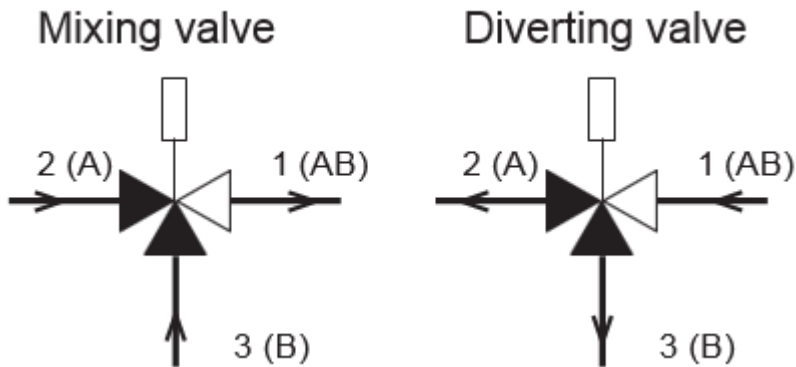 Mixing valve
Diverting valve
2 (A)
1 (AB)
2 (A)
1 (AB)
3 (B)
3 (B)